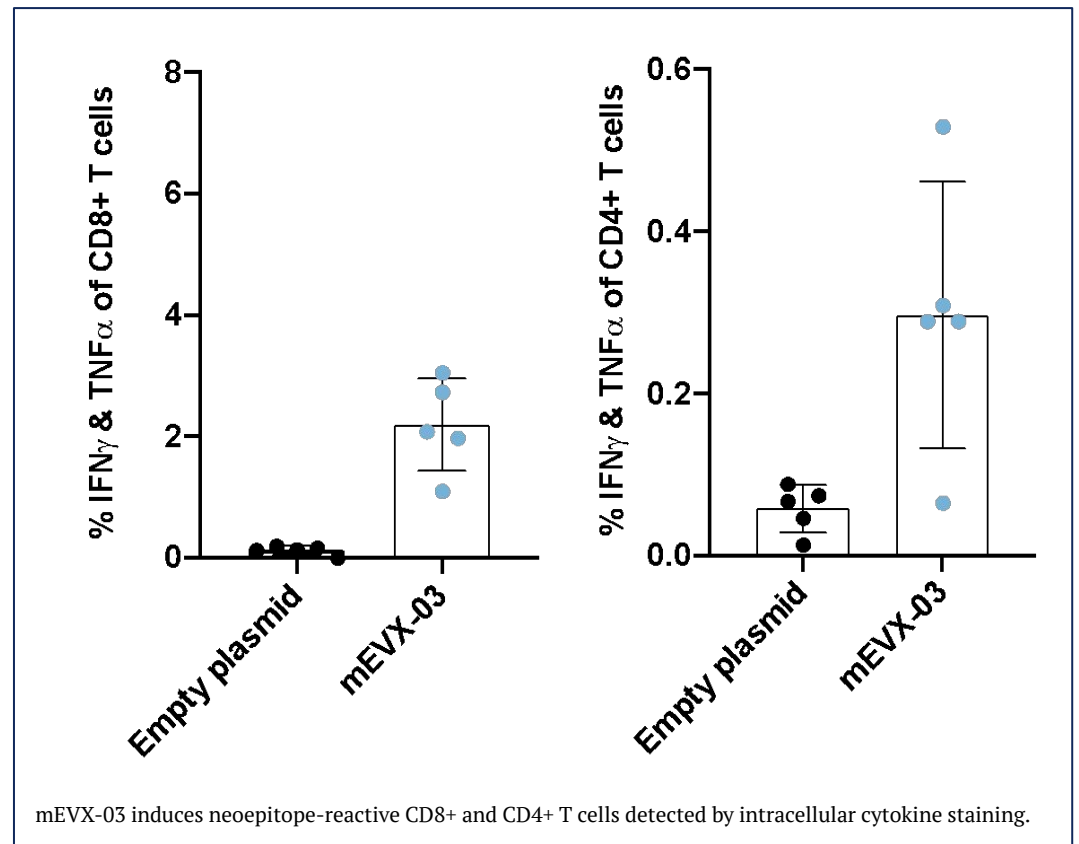 % IFNγ & TNFα of CD8+ T cells
8
6
4
2
0
Empty plasmid
mEVX-03
% IFNγ & TNFα of CD4+ T cells
0.6
0.4
0.2
0.0
Empty plasmid
mEVX-03
mEVX-03 induces neoepitope-reactive CD8+ and CD4+ T cells detected by intracellular cytokine staining.